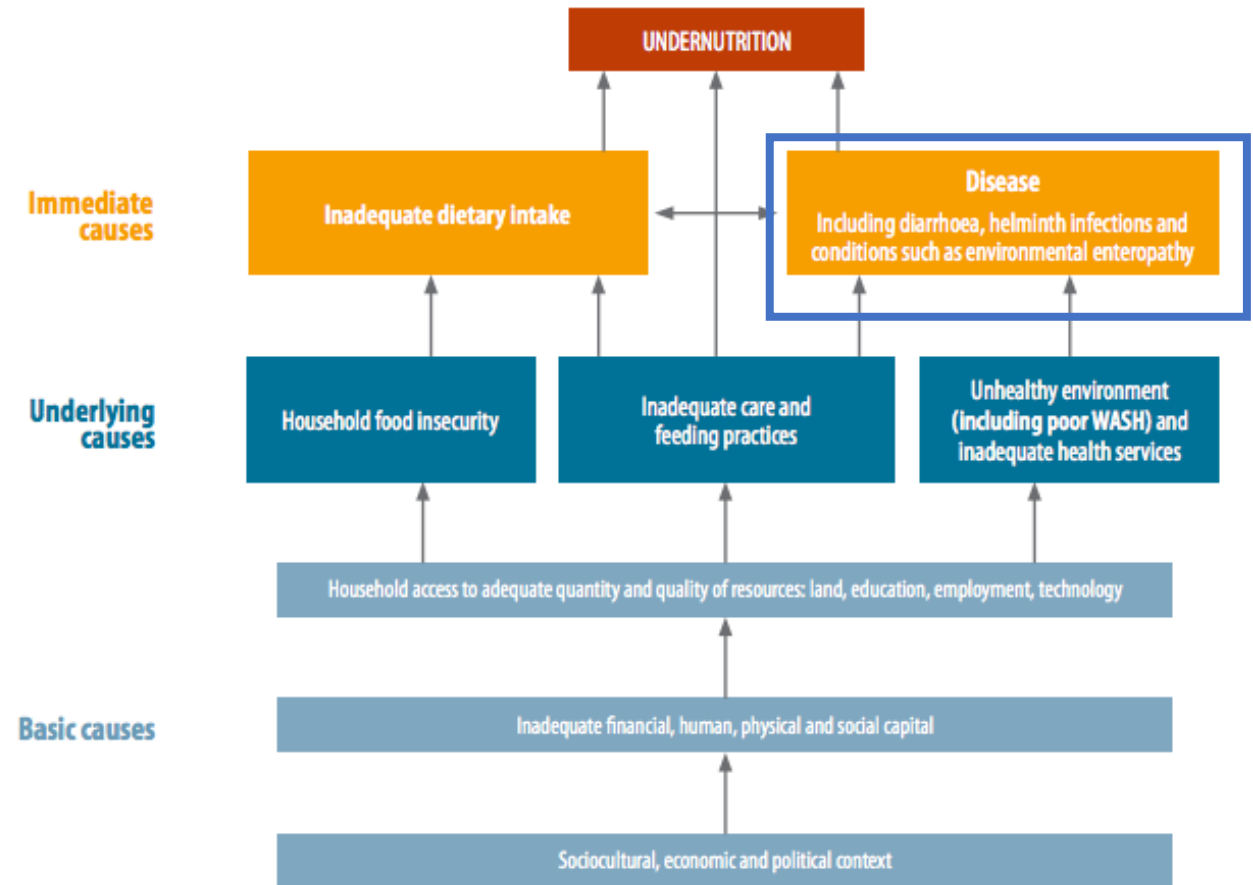 UNDERNUTRITION
Immediate
causes
Inadequate dietary intake
Disease
Including diarrhoea, helminth infections and
conditions such as environmental enteropathy
Underlying
causes
Household food insecurity
Inadequate care and
feeding practices
Unhealthy environment
(including poor WASH) and
inadequate health services
Household access to adequate quantity and quality of resources: land, education, employment, technology
Basic causes
Inadequate financial, human, physical and social capital
Sociocultural, economic and political context